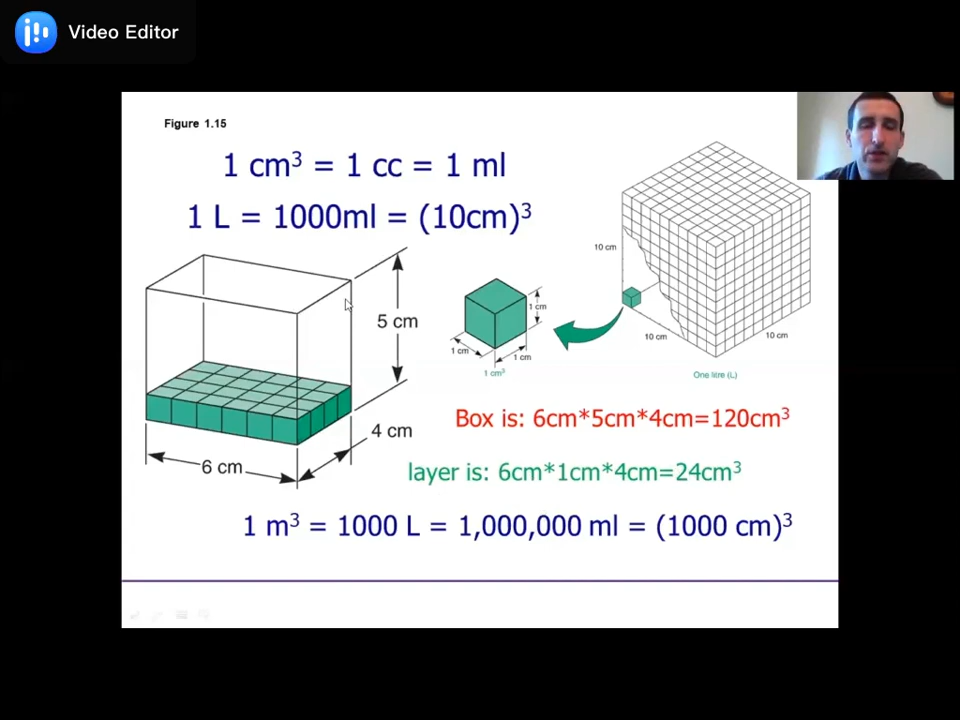 Video Editor
Figure 1.15
1 cm³ = 1 cc = 1 ml
1 L = 1000ml = (10cm)³
10 cm
5 cm
1 cm
1 cm
1 cm
1 cm³
10 cm
10 cm
One litre (L)
4 cm
6 cm
Box is: 6cm*5cm*4cm=120cm³
layer is: 6cm*1cm*4cm=24cm³
1 m³ = 1000 L = 1,000,000 ml = (1000 cm)³